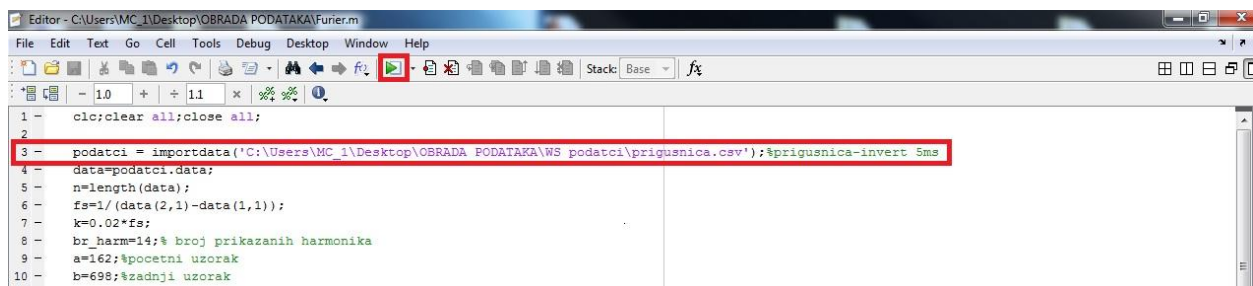 Editor - C:\Users\MC_1\Desktop\OBRADA PODATAKA\Furier.m
File Edit Text Go Cell Tools Debug Desktop Window Help
Stack: Base fx
- 1.0 + ÷ 1.1 ×
1 - clc;clear all;close all;
2
3 - podatci = importdata('C:\Users\MC_1\Desktop\OBRADA PODATAKA\WS podatci\prigusnica.csv');%prigusnica-invert 5ms
4 - data=podatci.data;
5 - n=length(data);
6 - fs=1/(data(2,1)-data(1,1));
7 - k=0.02*fs;
8 - br_harm=14;% broj prikazanih harmonika
9 - a=162;%pocetni uzorak
10 - b=698;%zadnji uzorak